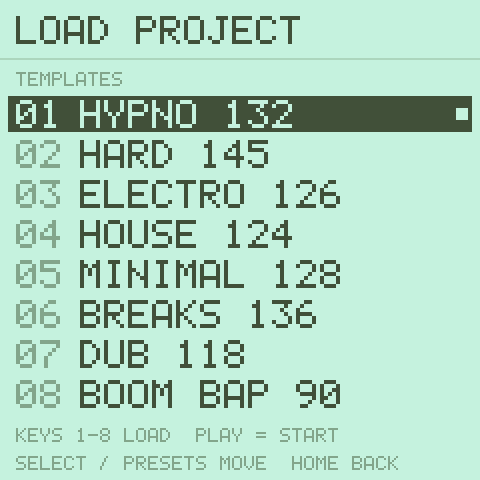 LOAD PROJECT
TEMPLATES
01 HYPNO 132
02 HARD 145
03 ELECTRO 126
04 HOUSE 124
05 MINIMAL 128
06 BREAKS 136
07 DUB 118
08 BOOM BAP 90
KEYS 1-8 LOAD  PLAY = START
SELECT / PRESETS MOVE  HOME BACK